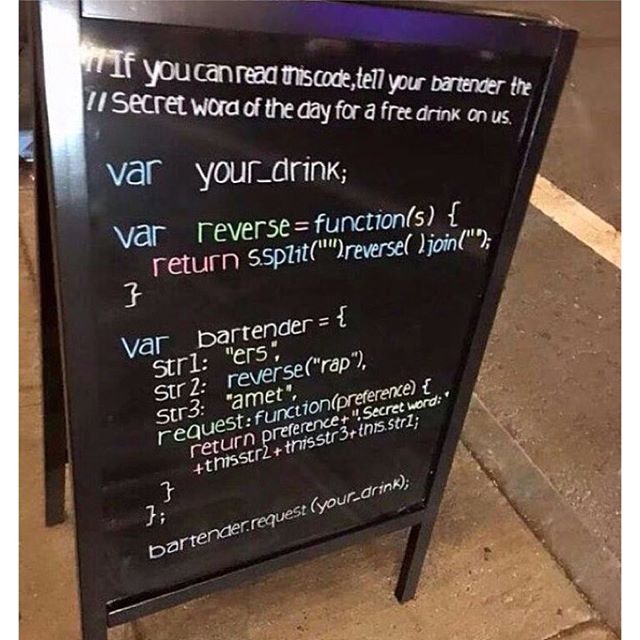 // If you can read this code, tell your bartender the
// Secret word of the day for a free drink on us.
var your_drink;
var reverse = function(s) {
return s.split("").reverse( ).join("");
}
var bartender = {
str1: "ers",
str 2: reverse("rap"),
str3: "amet",
request: function(preference) {
return preference+".Secret word:"
+this.str2+this.str3+this.str1;
}
};
bartender.request (your_drink);